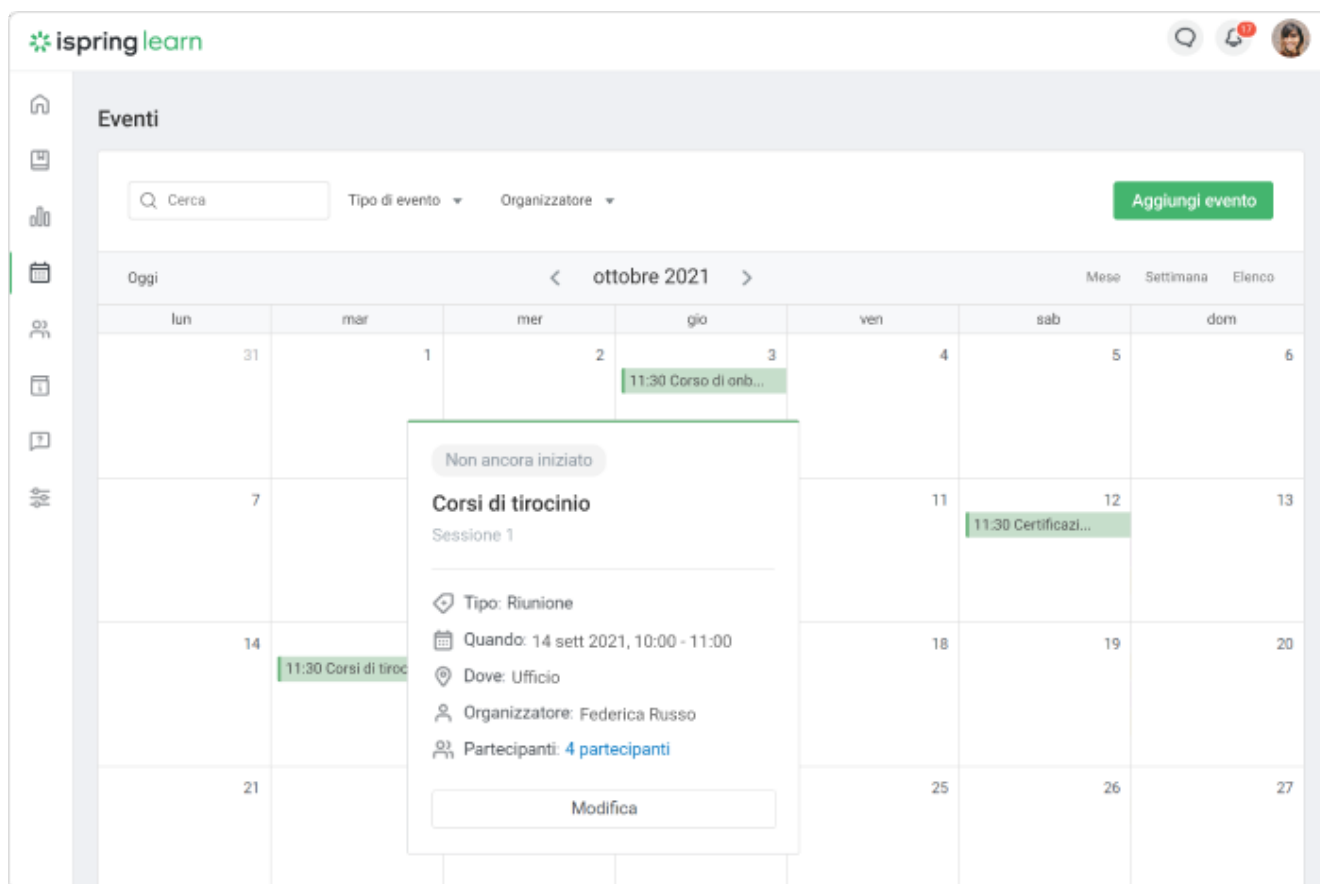 ispring learn
17
Eventi
Cerca Tipo di evento Organizzatore Aggiungi evento
Oggi ottobre 2021 Mese Settimana Elenco
lun mar mer gio ven sab dom
31 1 2 3 4 5 6
11:30 Corso di onb...
Non ancora iniziato
Corsi di tirocinio
Sessione 1
Tipo: Riunione
Quando: 14 sett 2021, 10:00 - 11:00
Dove: Ufficio
Organizzatore: Federica Russo
Partecipanti: 4 partecipanti
Modifica
7 11 12 13
11:30 Certificazi...
14 18 19 20
11:30 Corsi di tiroc
21 25 26 27